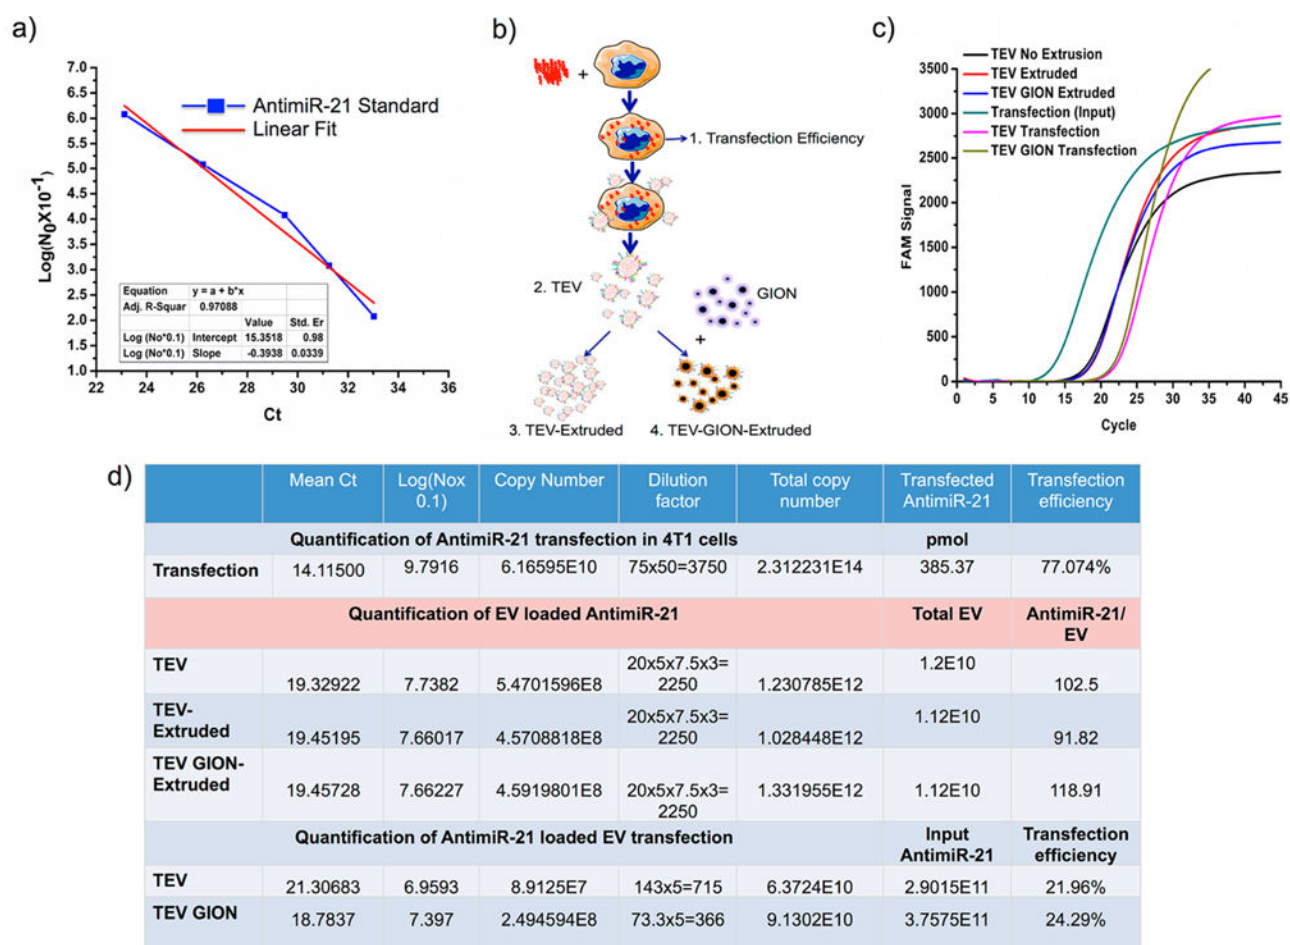 a)
7.0
6.5
6.0
5.5
5.0
4.5
4.0
3.5
3.0
2.5
2.0
1.5
1.0
Log(N₀X10⁻¹)
AntimiR-21 Standard
Linear Fit
Equation y = a + b*x
Adj. R-Squar 0.97088
Value Std. Er
Log (No*0.1) Intercept 15.3518 0.98
Log (No*0.1) Slope -0.3938 0.0339
22 24 26 28 30 32 34 36
Ct
b)
+
1. Transfection Efficiency
2. TEV
GION
+
3. TEV-Extruded
4. TEV-GION-Extruded
c)
TEV No Extrusion
TEV Extruded
TEV GION Extruded
Transfection (Input)
TEV Transfection
TEV GION Transfection
3500
3000
2500
2000
1500
1000
500
0
FAM Signal
0 5 10 15 20 25 30 35 40 45
Cycle
d)
Mean Ct Log(Nox Copy Number Dilution Total copy Transfected Transfection
0.1) factor number AntimiR-21 efficiency
Quantification of AntimiR-21 transfection in 4T1 cells pmol
Transfection 14.11500 9.7916 6.16595E10 75x50=3750 2.312231E14 385.37 77.074%
Quantification of EV loaded AntimiR-21 Total EV AntimiR-21/
EV
TEV 20x5x7.5x3= 1.2E10
19.32922 7.7382 5.4701596E8 2250 1.230785E12 102.5
TEV- 20x5x7.5x3= 1.12E10
Extruded 19.45195 7.66017 4.5708818E8 2250 1.028448E12 91.82
TEV GION-
Extruded 19.45728 7.66227 4.5919801E8 20x5x7.5x3= 1.331955E12 1.12E10 118.91
2250
Quantification of AntimiR-21 loaded EV transfection Input Transfection
AntimiR-21 efficiency
TEV 21.30683 6.9593 8.9125E7 143x5=715 6.3724E10 2.9015E11 21.96%
TEV GION 18.7837 7.397 2.494594E8 73.3x5=366 9.1302E10 3.7575E11 24.29%